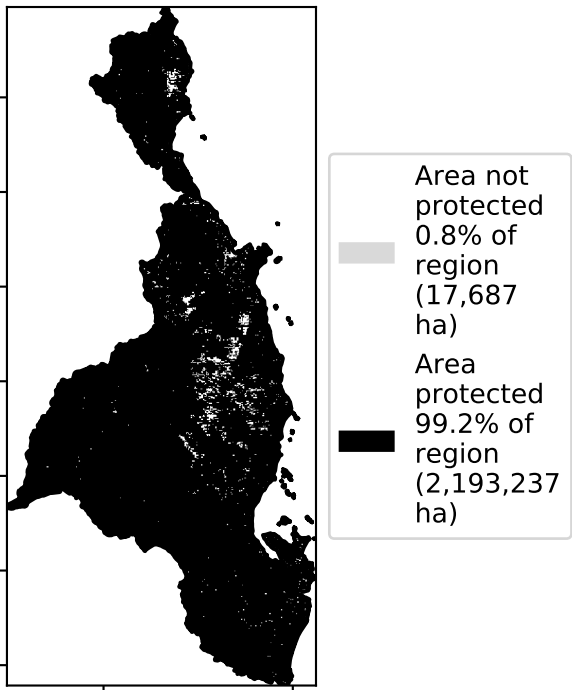 Area not
protected
0.8% of
region
(17,687
ha)
Area
protected
99.2% of
region
(2,193,237
ha)